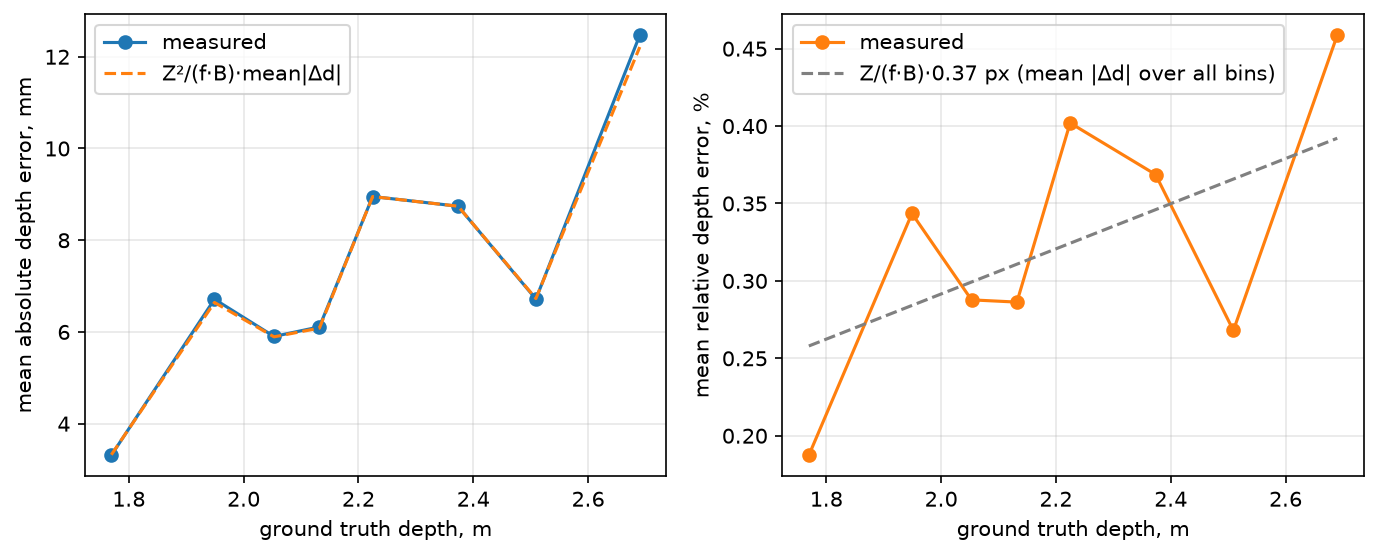 measured
Z²/(f·B)·mean|Δd|
12
10
8
6
4
mean absolute depth error, mm
1.8
2.0
2.2
2.4
2.6
ground truth depth, m
measured
Z/(f·B)·0.37 px (mean |Δd| over all bins)
0.45
0.40
0.35
0.30
0.25
0.20
mean relative depth error, %
1.8
2.0
2.2
2.4
2.6
ground truth depth, m